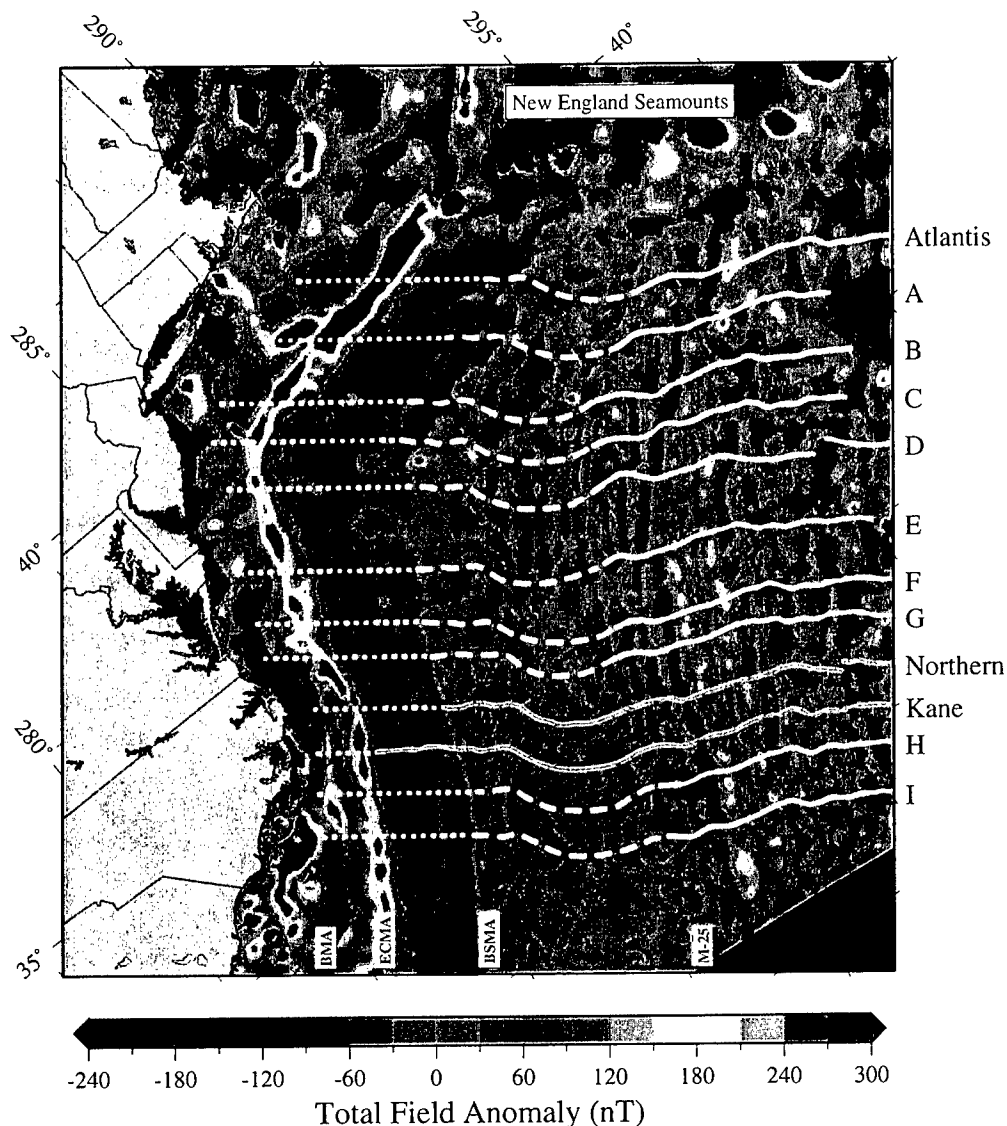 290°
295°
40°
New England Seamounts
Atlantis
A
B
285°
C
D
E
40°
F
G
Northern
Kane
280°
H
I
35°
BMA
ECMA
BSMA
M-25
-240 -180 -120 -60 0 60 120 180 240 300
Total Field Anomaly (nT)